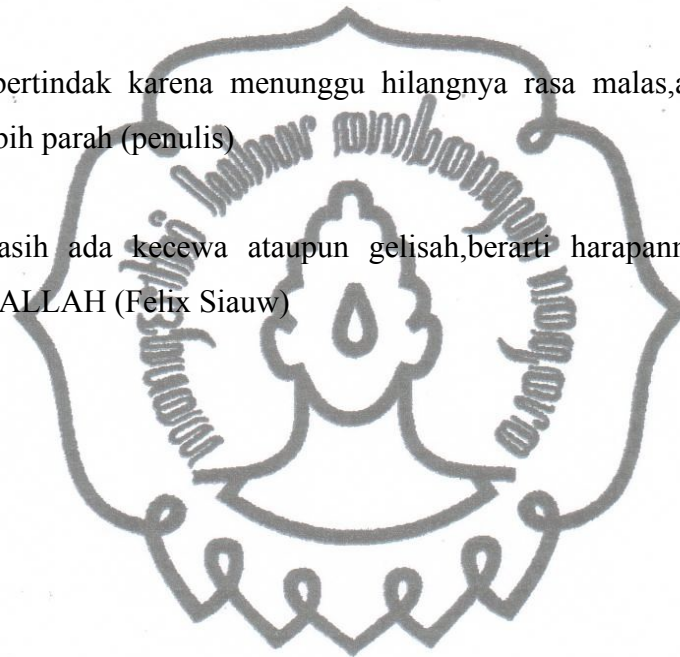 bertindak karena menunggu hilangnya rasa malas,a
bih parah (penulis)
asih ada kecewa ataupun gelisah,berarti harapann
ALLAH (Felix Siauw)